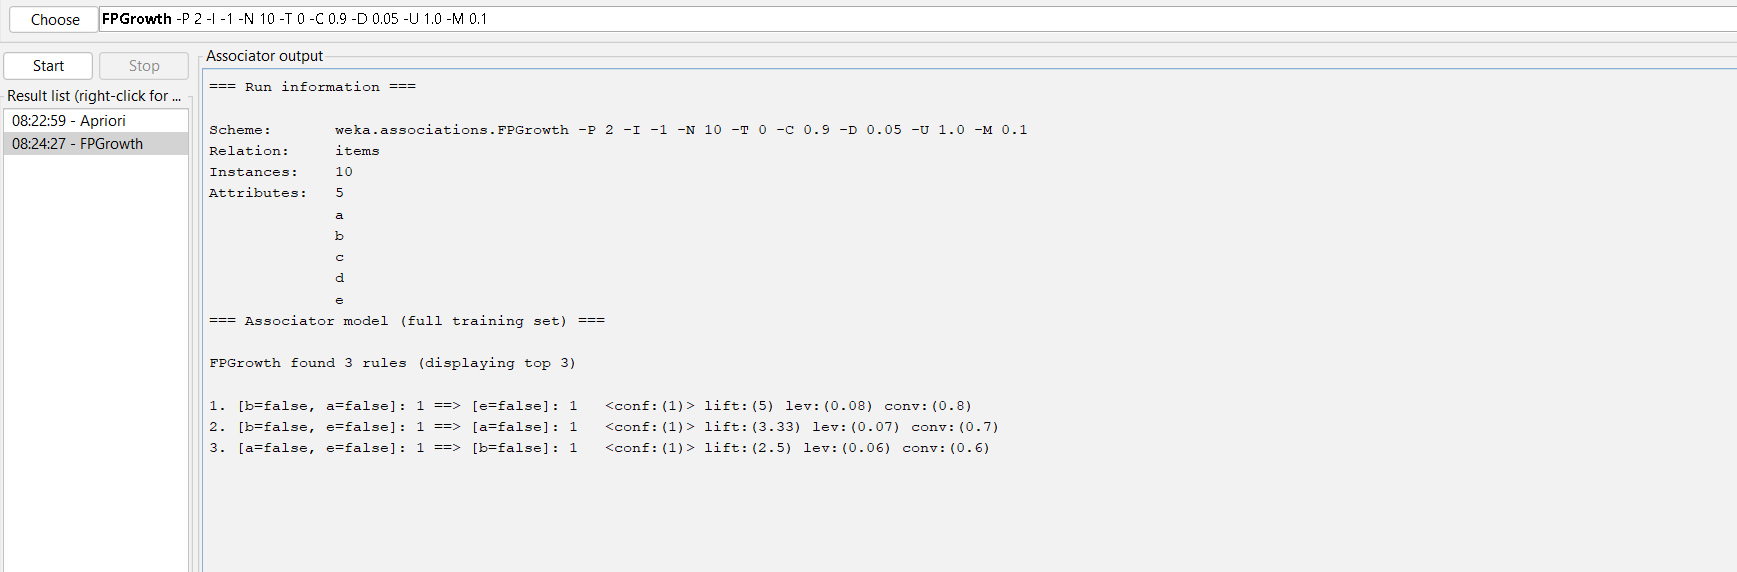 Choose FPGrowth -P 2 -I -1 -N 10 -T 0 -C 0.9 -D 0.05 -U 1.0 -M 0.1
Start Stop
Result list (right-click for ...
08:22:59 - Apriori
08:24:27 - FPGrowth
Associator output
=== Run information ===
Scheme: weka.associations.FPGrowth -P 2 -I -1 -N 10 -T 0 -C 0.9 -D 0.05 -U 1.0 -M 0.1
Relation: items
Instances: 10
Attributes: 5
a
b
c
d
e
=== Associator model (full training set) ===
FPGrowth found 3 rules (displaying top 3)
1. [b=false, a=false]: 1 ==> [e=false]: 1 <conf:(1)> lift:(5) lev:(0.08) conv:(0.8)
2. [b=false, e=false]: 1 ==> [a=false]: 1 <conf:(1)> lift:(3.33) lev:(0.07) conv:(0.7)
3. [a=false, e=false]: 1 ==> [b=false]: 1 <conf:(1)> lift:(2.5) lev:(0.06) conv:(0.6)